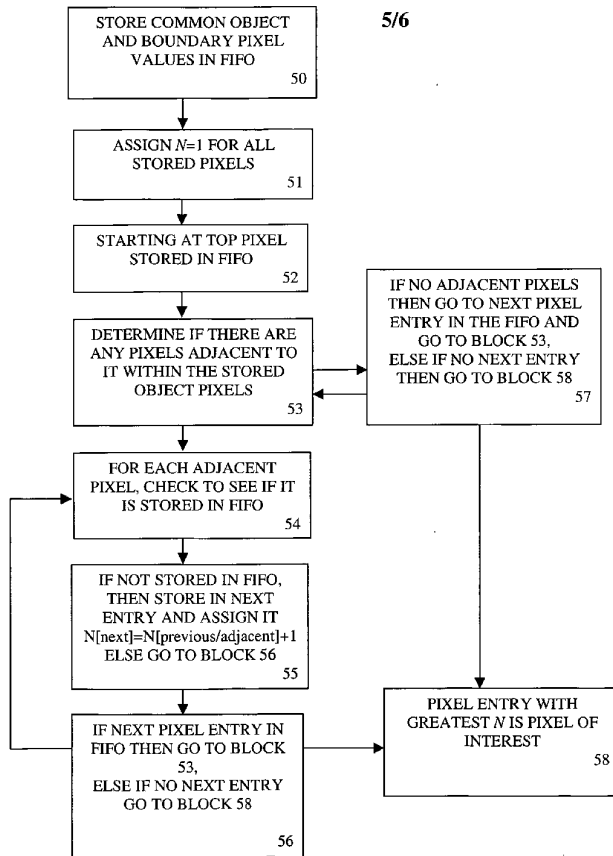 5/6
STORE COMMON OBJECT
AND BOUNDARY PIXEL
VALUES IN FIFO
50
ASSIGN N=1 FOR ALL
STORED PIXELS
51
STARTING AT TOP PIXEL
STORED IN FIFO
52
DETERMINE IF THERE ARE
ANY PIXELS ADJACENT TO
IT WITHIN THE STORED
OBJECT PIXELS
53
IF NO ADJACENT PIXELS
THEN GO TO NEXT PIXEL
ENTRY IN THE FIFO AND
GO TO BLOCK 53,
ELSE IF NO NEXT ENTRY
THEN GO TO BLOCK 58
57
FOR EACH ADJACENT
PIXEL, CHECK TO SEE IF IT
IS STORED IN FIFO
54
IF NOT STORED IN FIFO,
THEN STORE IN NEXT
ENTRY AND ASSIGN IT
N[next]=N[previous/adjacent]+1
ELSE GO TO BLOCK 56
55
IF NEXT PIXEL ENTRY IN
FIFO THEN GO TO BLOCK
53,
ELSE IF NO NEXT ENTRY
GO TO BLOCK 58
56
PIXEL ENTRY WITH
GREATEST N IS PIXEL OF
INTEREST
58